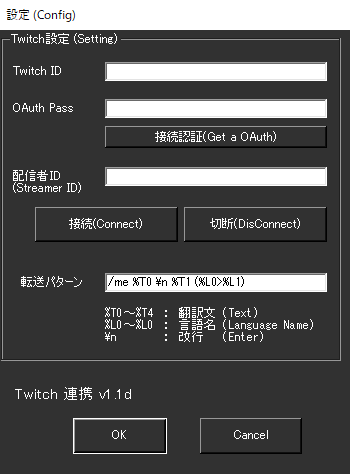 設定 (Config)
Twitch設定 (Setting)
Twitch ID
OAuth Pass
接続認証(Get a OAuth)
配信者ID
(Streamer ID)
接続(Connect)
切断(DisConnect)
転送パターン
/me %T0 ¥n %T1 (%L0>%L1)
%T0～%T4 : 翻訳文 (Text)
%L0～%L0 : 言語名 (Language Name)
¥n : 改行 (Enter)
Twitch 連携 v1.1d
OK
Cancel